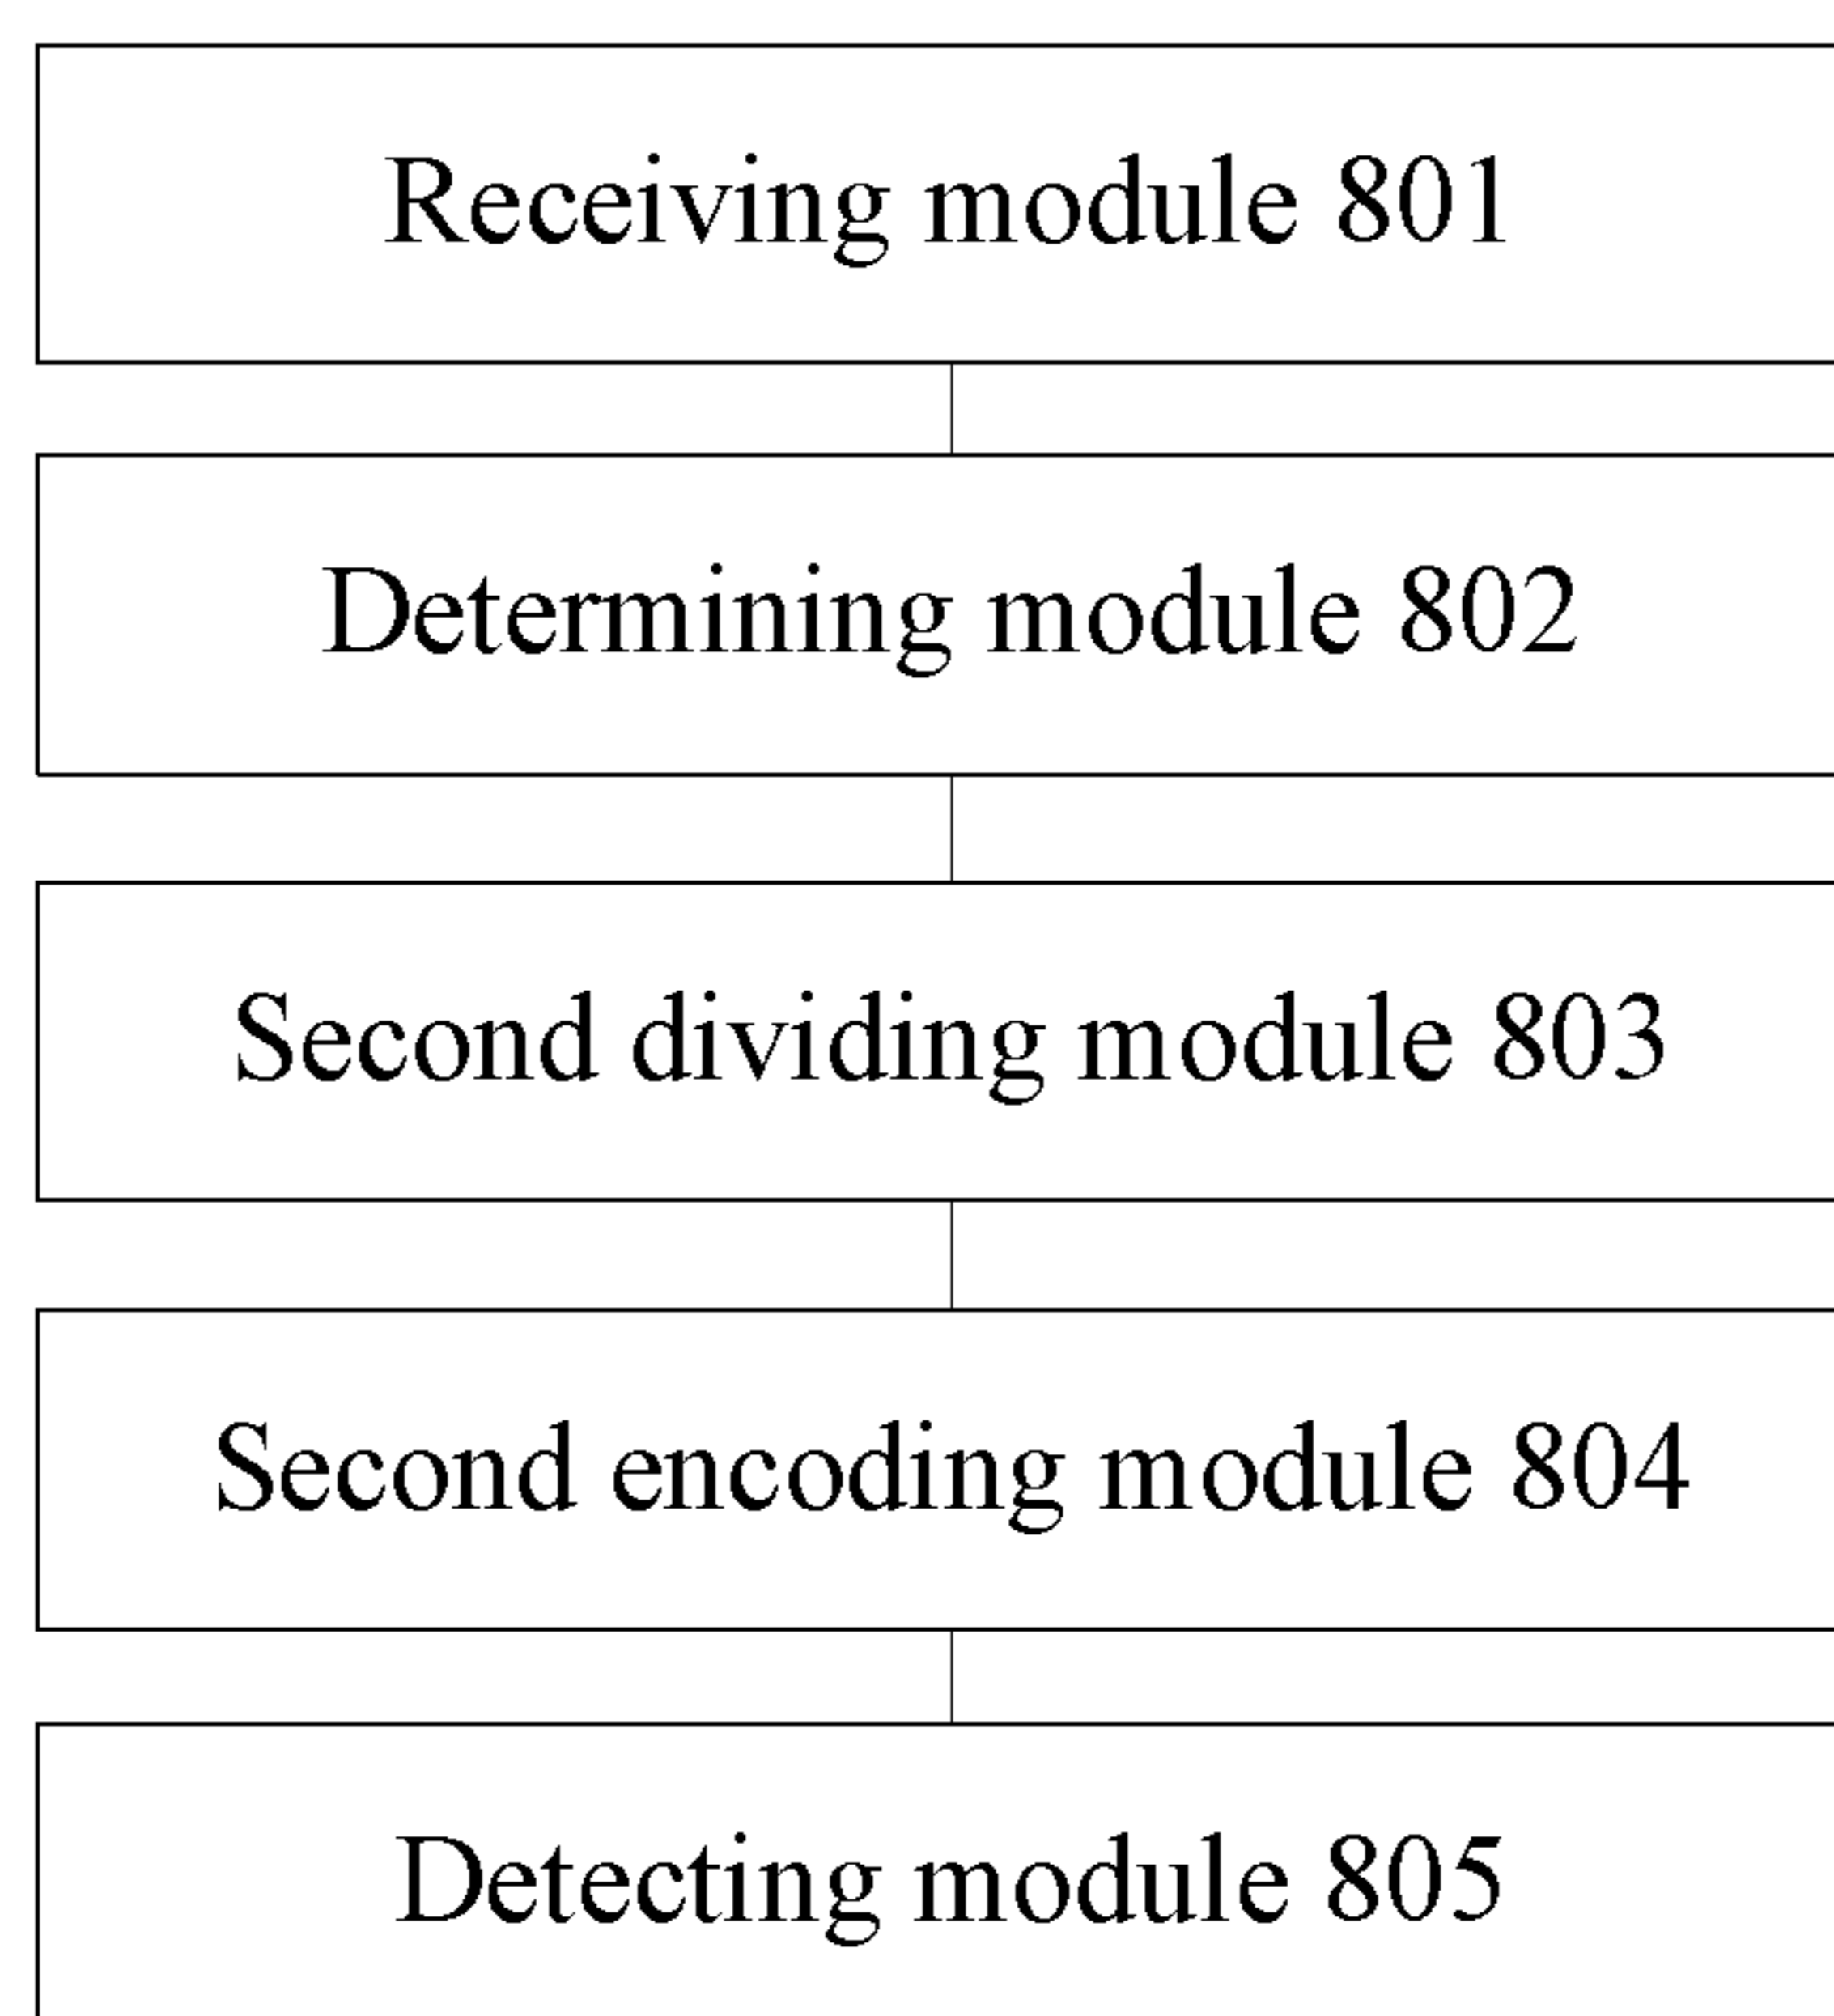 Receiving module 801
Determining module 802
Second dividing module 803
Second encoding module 804
Detecting module 805